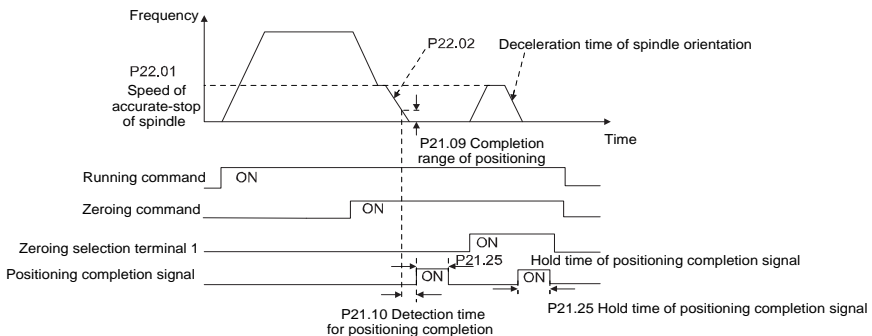 Frequency
P22.02
Deceleration time of spindle orientation
P22.01
Speed of
accurate-stop
of spindle
Time
P21.09 Completion
range of positioning
Running command
ON
Zeroing command
ON
Zeroing selection terminal 1
ON
Positioning completion signal
ON
P21.25
Hold time of positioning completion signal
ON
P21.10 Detection time
for positioning completion
P21.25 Hold time of positioning completion signal